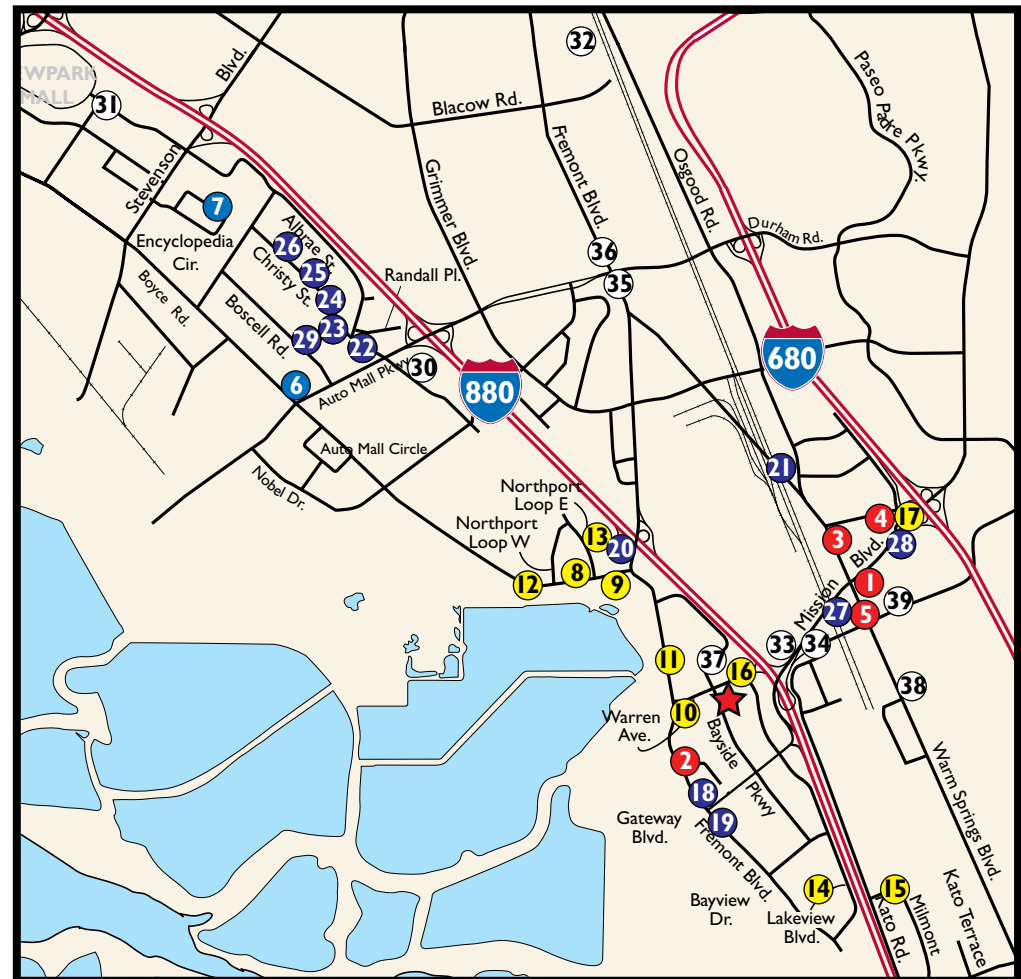 32
EWPARK
MALL
31
Blvd.
Blacow Rd.
Paseo Padre Pkwy.
Stevenson
Grimmer Blvd.
Fremont Blvd.
Osgood Rd.
7
Encyclopedia
Cir.
Albrae St.
26
Christy St.
25
24
23
29
22
Randall Pl.
36
35
Durham Rd.
Boyce Rd.
Boscell Rd.
6
Auto Mall Pkwy
30
880
680
Auto Mall Circle
Nobel Dr.
21
Northport
Loop E
Northport
Loop W
13
20
12
8
9
4
17
3
28
Mission Blvd.
1
39
27
5
11
37
16
33
34
38
Warren
Ave.
10
Bayside Pkwy
2
18
19
Gateway
Blvd.
Fremont Blvd.
Warm Springs Blvd.
Bayview
Dr.
14
Lakeview
Blvd.
15
Kato Rd.
Milmont
Kato Terrace